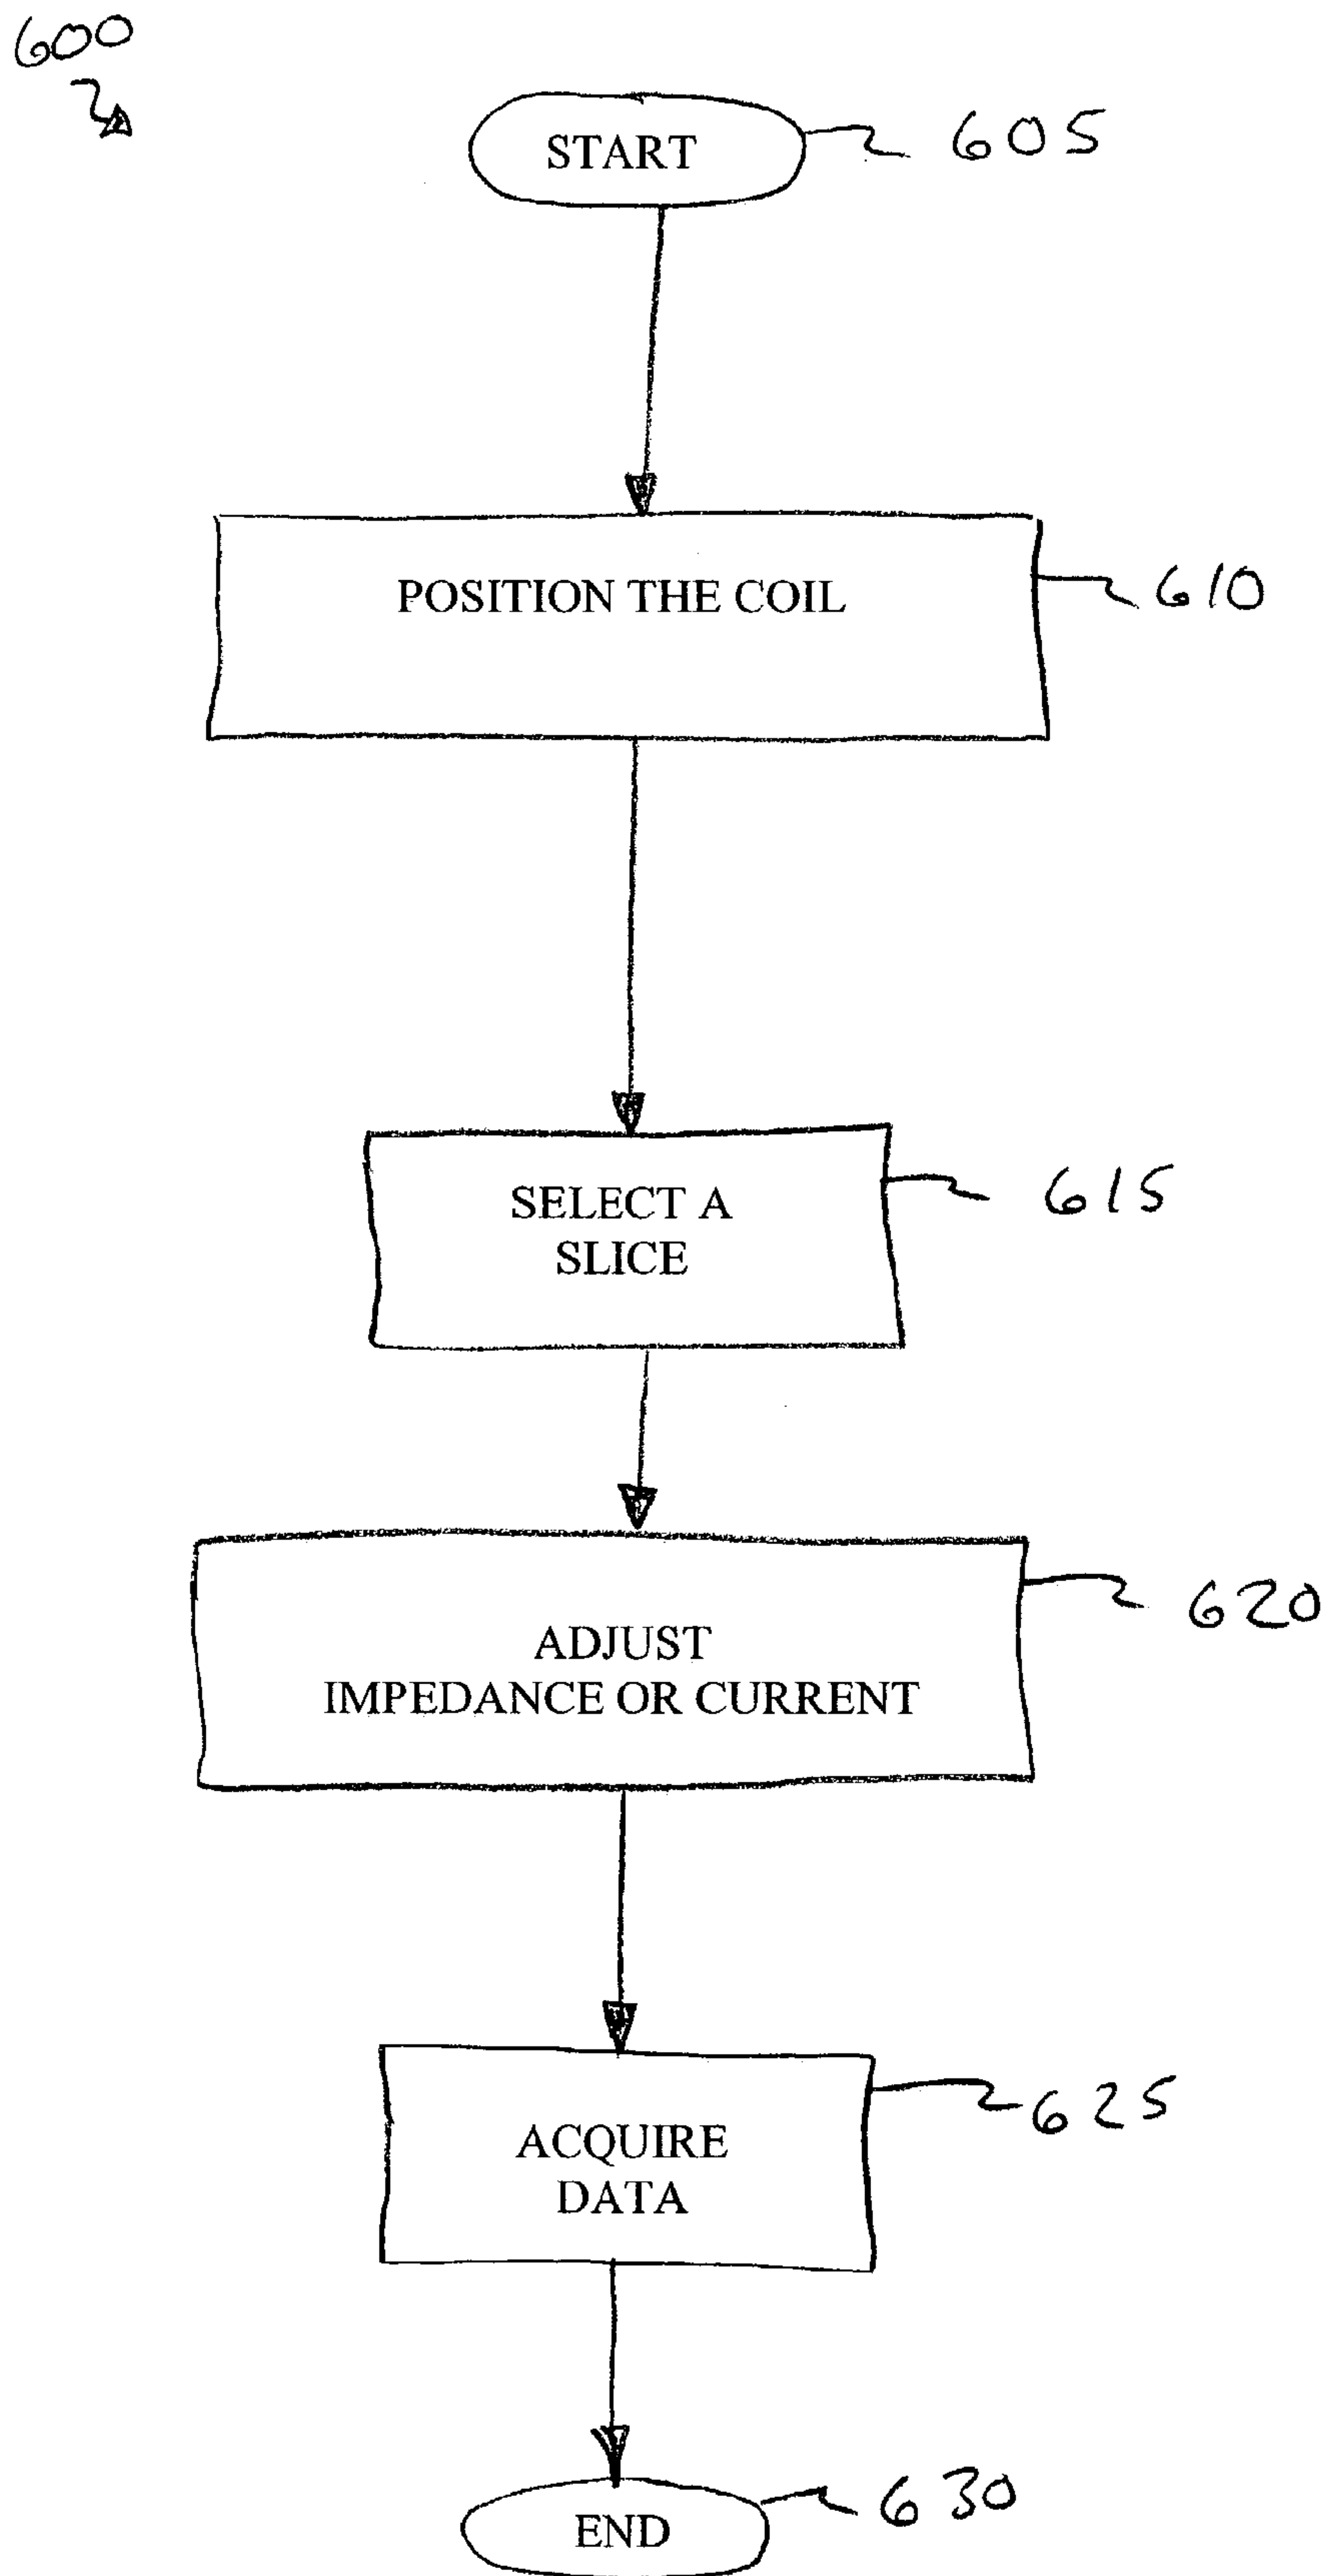 600
START
605
POSITION THE COIL
610
SELECT A
SLICE
615
ADJUST
IMPEDANCE OR CURRENT
620
ACQUIRE
DATA
625
END
630